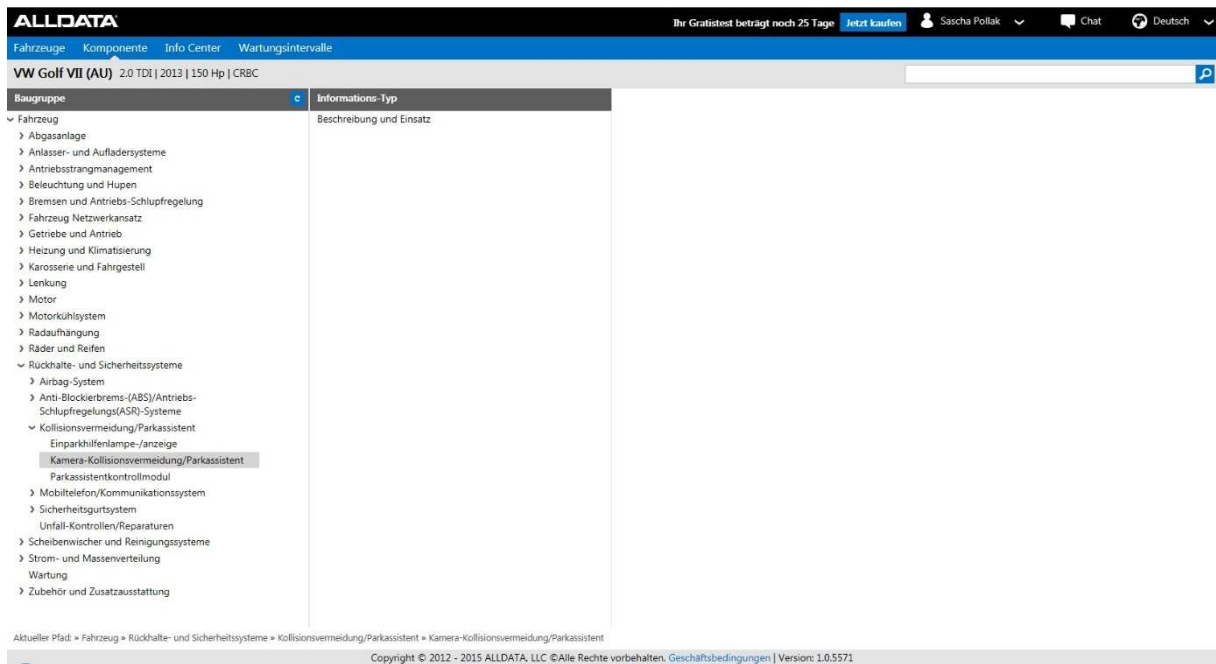 ALLDATA
Ihr Gratistest beträgt noch 25 Tage Jetzt kaufen Sascha Pollak Chat Deutsch
Fahrzeuge Komponente Info Center Wartungsintervalle
VW Golf VII (AU) 2.0 TDI | 2013 | 150 Hp | CRBC
Baugruppe C Informations-Typ
Fahrzeug Beschreibung und Einsatz
Abgasanlage
Anlasser- und Aufladersysteme
Antriebsstrangmanagement
Beleuchtung und Hupen
Bremsen und Antriebs-Schlupfregelung
Fahrzeug Netzwerkansatz
Getriebe und Antrieb
Heizung und Klimatisierung
Karosserie und Fahrgestell
Lenkung
Motor
Motorkühlsystem
Radaufhängung
Räder und Reifen
Rückhalte- und Sicherheitssysteme
Airbag-System
Anti-Blockierbrems-(ABS)/Antriebs-
Schlupfregelungs(ASR)-Systeme
Kollisionsvermeidung/Parkassistent
Einparkhilfenlampe-/anzeige
Kamera-Kollisionsvermeidung/Parkassistent
Parkassistentkontrollmodul
Mobiltelefon/Kommunikationssystem
Sicherheitsgurtsystem
Unfall-Kontrollen/Reparaturen
Scheibenwischer und Reinigungssysteme
Strom- und Massenverteilung
Wartung
Zubehör und Zusatzausstattung
Aktueller Pfad: » Fahrzeug » Rückhalte- und Sicherheitssysteme » Kollisionsvermeidung/Parkassistent » Kamera-Kollisionsvermeidung/Parkassistent
Copyright © 2012 - 2015 ALLDATA, LLC ©Alle Rechte vorbehalten. Geschäftsbedingungen | Version: 1.0.5571